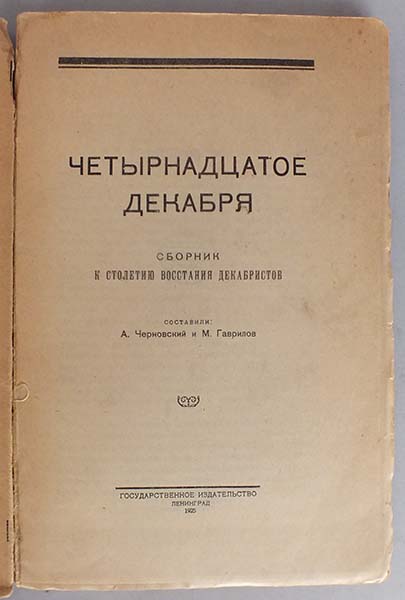 ЧЕТЫРНАДЦАТОЕ
ДЕКАБРЯ
СБОРНИК
К СТОЛЕТИЮ ВОССТАНИЯ ДЕКАБРИСТОВ
СОСТАВИЛИ:
А. Черновский и М. Гаврилов
ГОСУДАРСТВЕННОЕ ИЗДАТЕЛЬСТВО
ЛЕНИНГРАД
1925